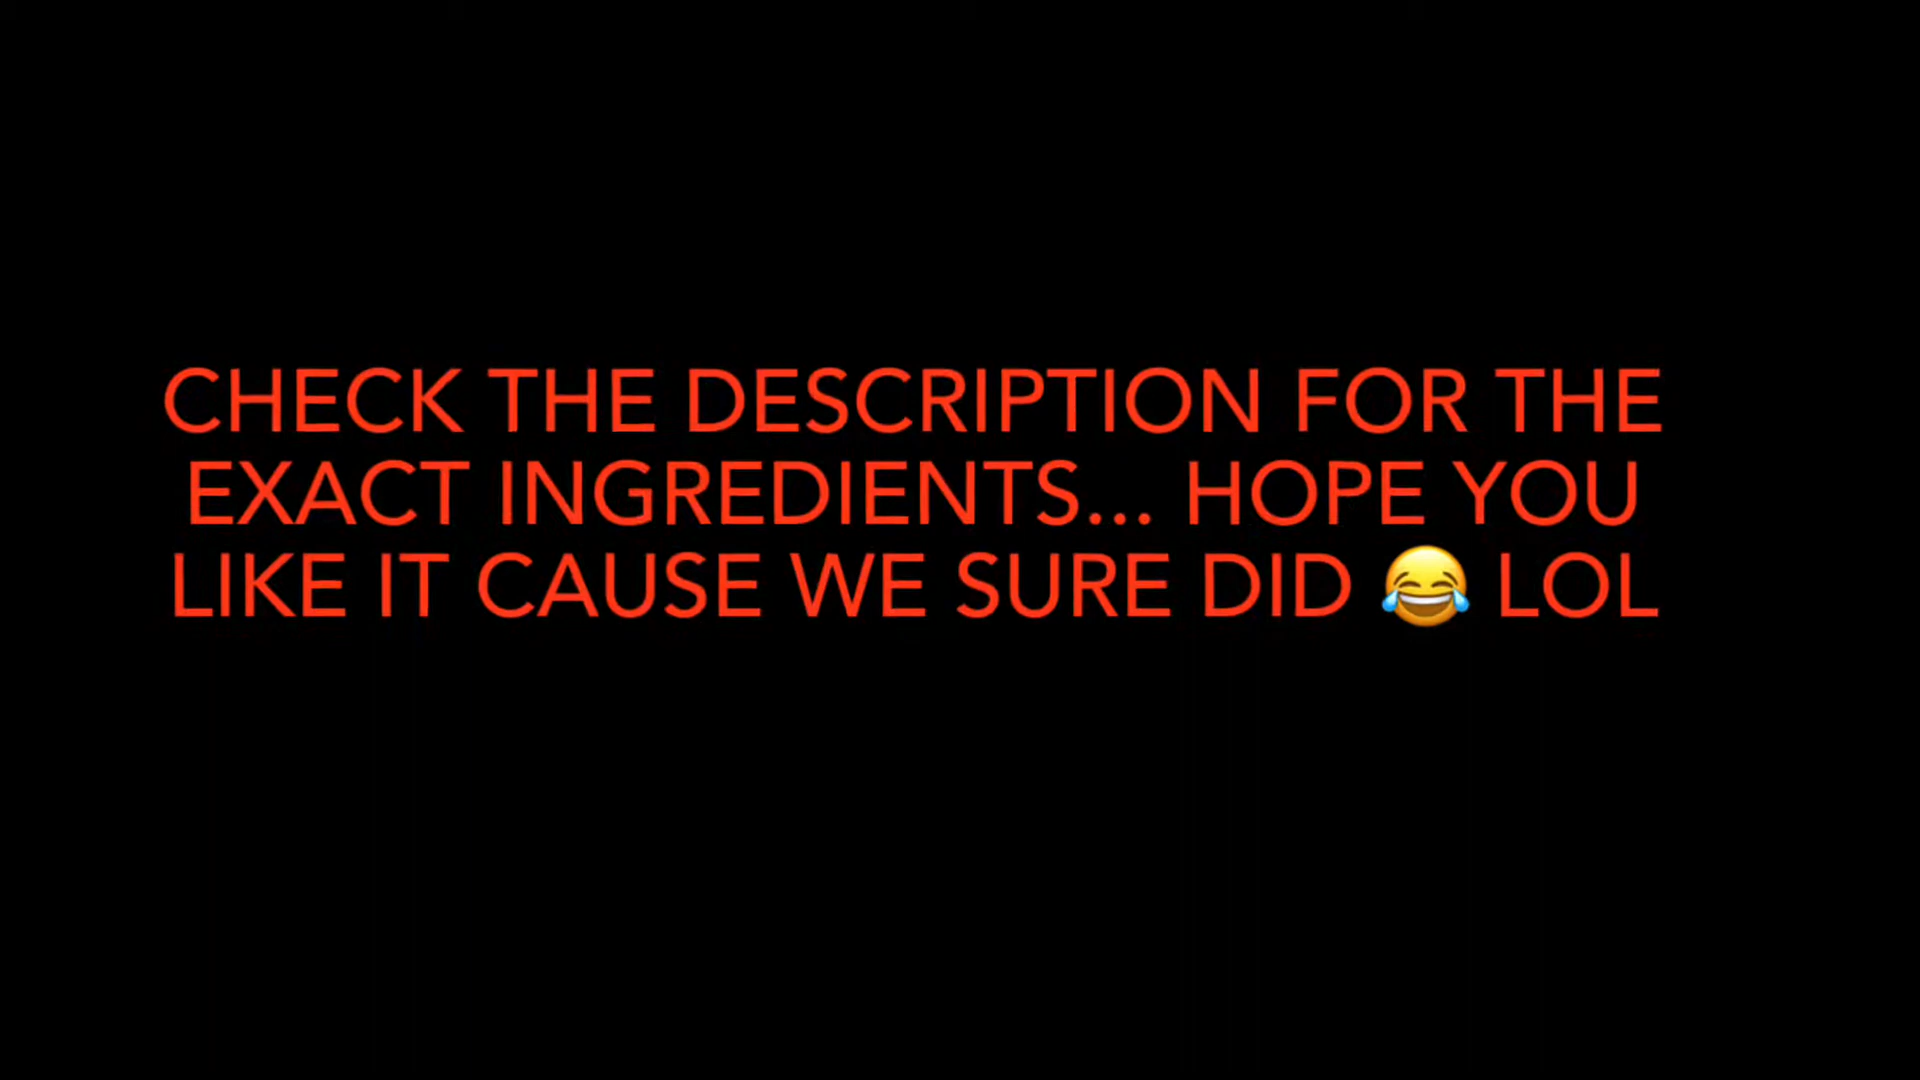 CHECK THE DESCRIPTION FOR THE
EXACT INGREDIENTS... HOPE YOU
LIKE IT CAUSE WE SURE DID 😂 LOL